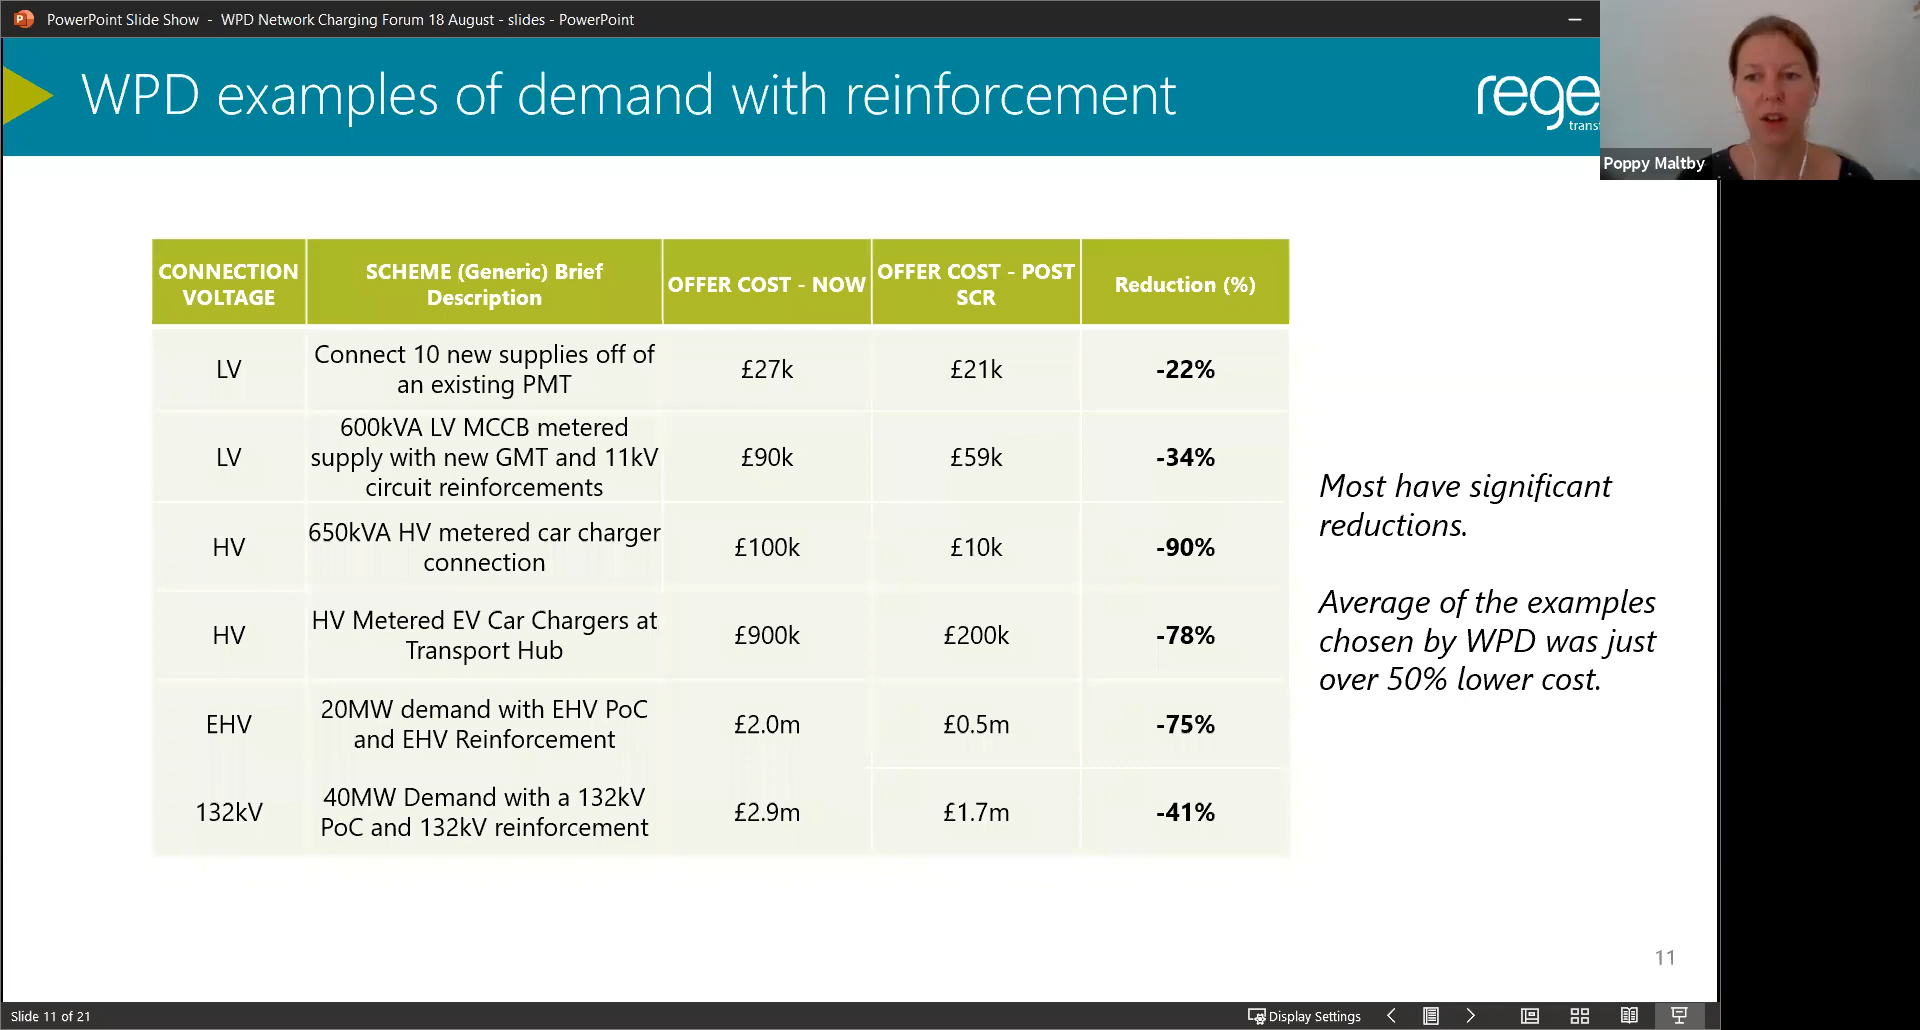 PowerPoint Slide Show - WPD Network Charging Forum 18 August - slides - PowerPoint
WPD examples of demand with reinforcement
rege
trans
Poppy Maltby
CONNECTION
VOLTAGE
SCHEME (Generic) Brief
Description
OFFER COST - NOW
OFFER COST - POST
SCR
Reduction (%)
LV
Connect 10 new supplies off of
an existing PMT
£27k
£21k
-22%
LV
600kVA LV MCCB metered
supply with new GMT and 11kV
circuit reinforcements
£90k
£59k
-34%
HV
650kVA HV metered car charger
connection
£100k
£10k
-90%
HV
HV Metered EV Car Chargers at
Transport Hub
£900k
£200k
-78%
EHV
20MW demand with EHV PoC
and EHV Reinforcement
£2.0m
£0.5m
-75%
132kV
40MW Demand with a 132kV
PoC and 132kV reinforcement
£2.9m
£1.7m
-41%
Most have significant
reductions.
Average of the examples
chosen by WPD was just
over 50% lower cost.
11
Slide 11 of 21
Display Settings